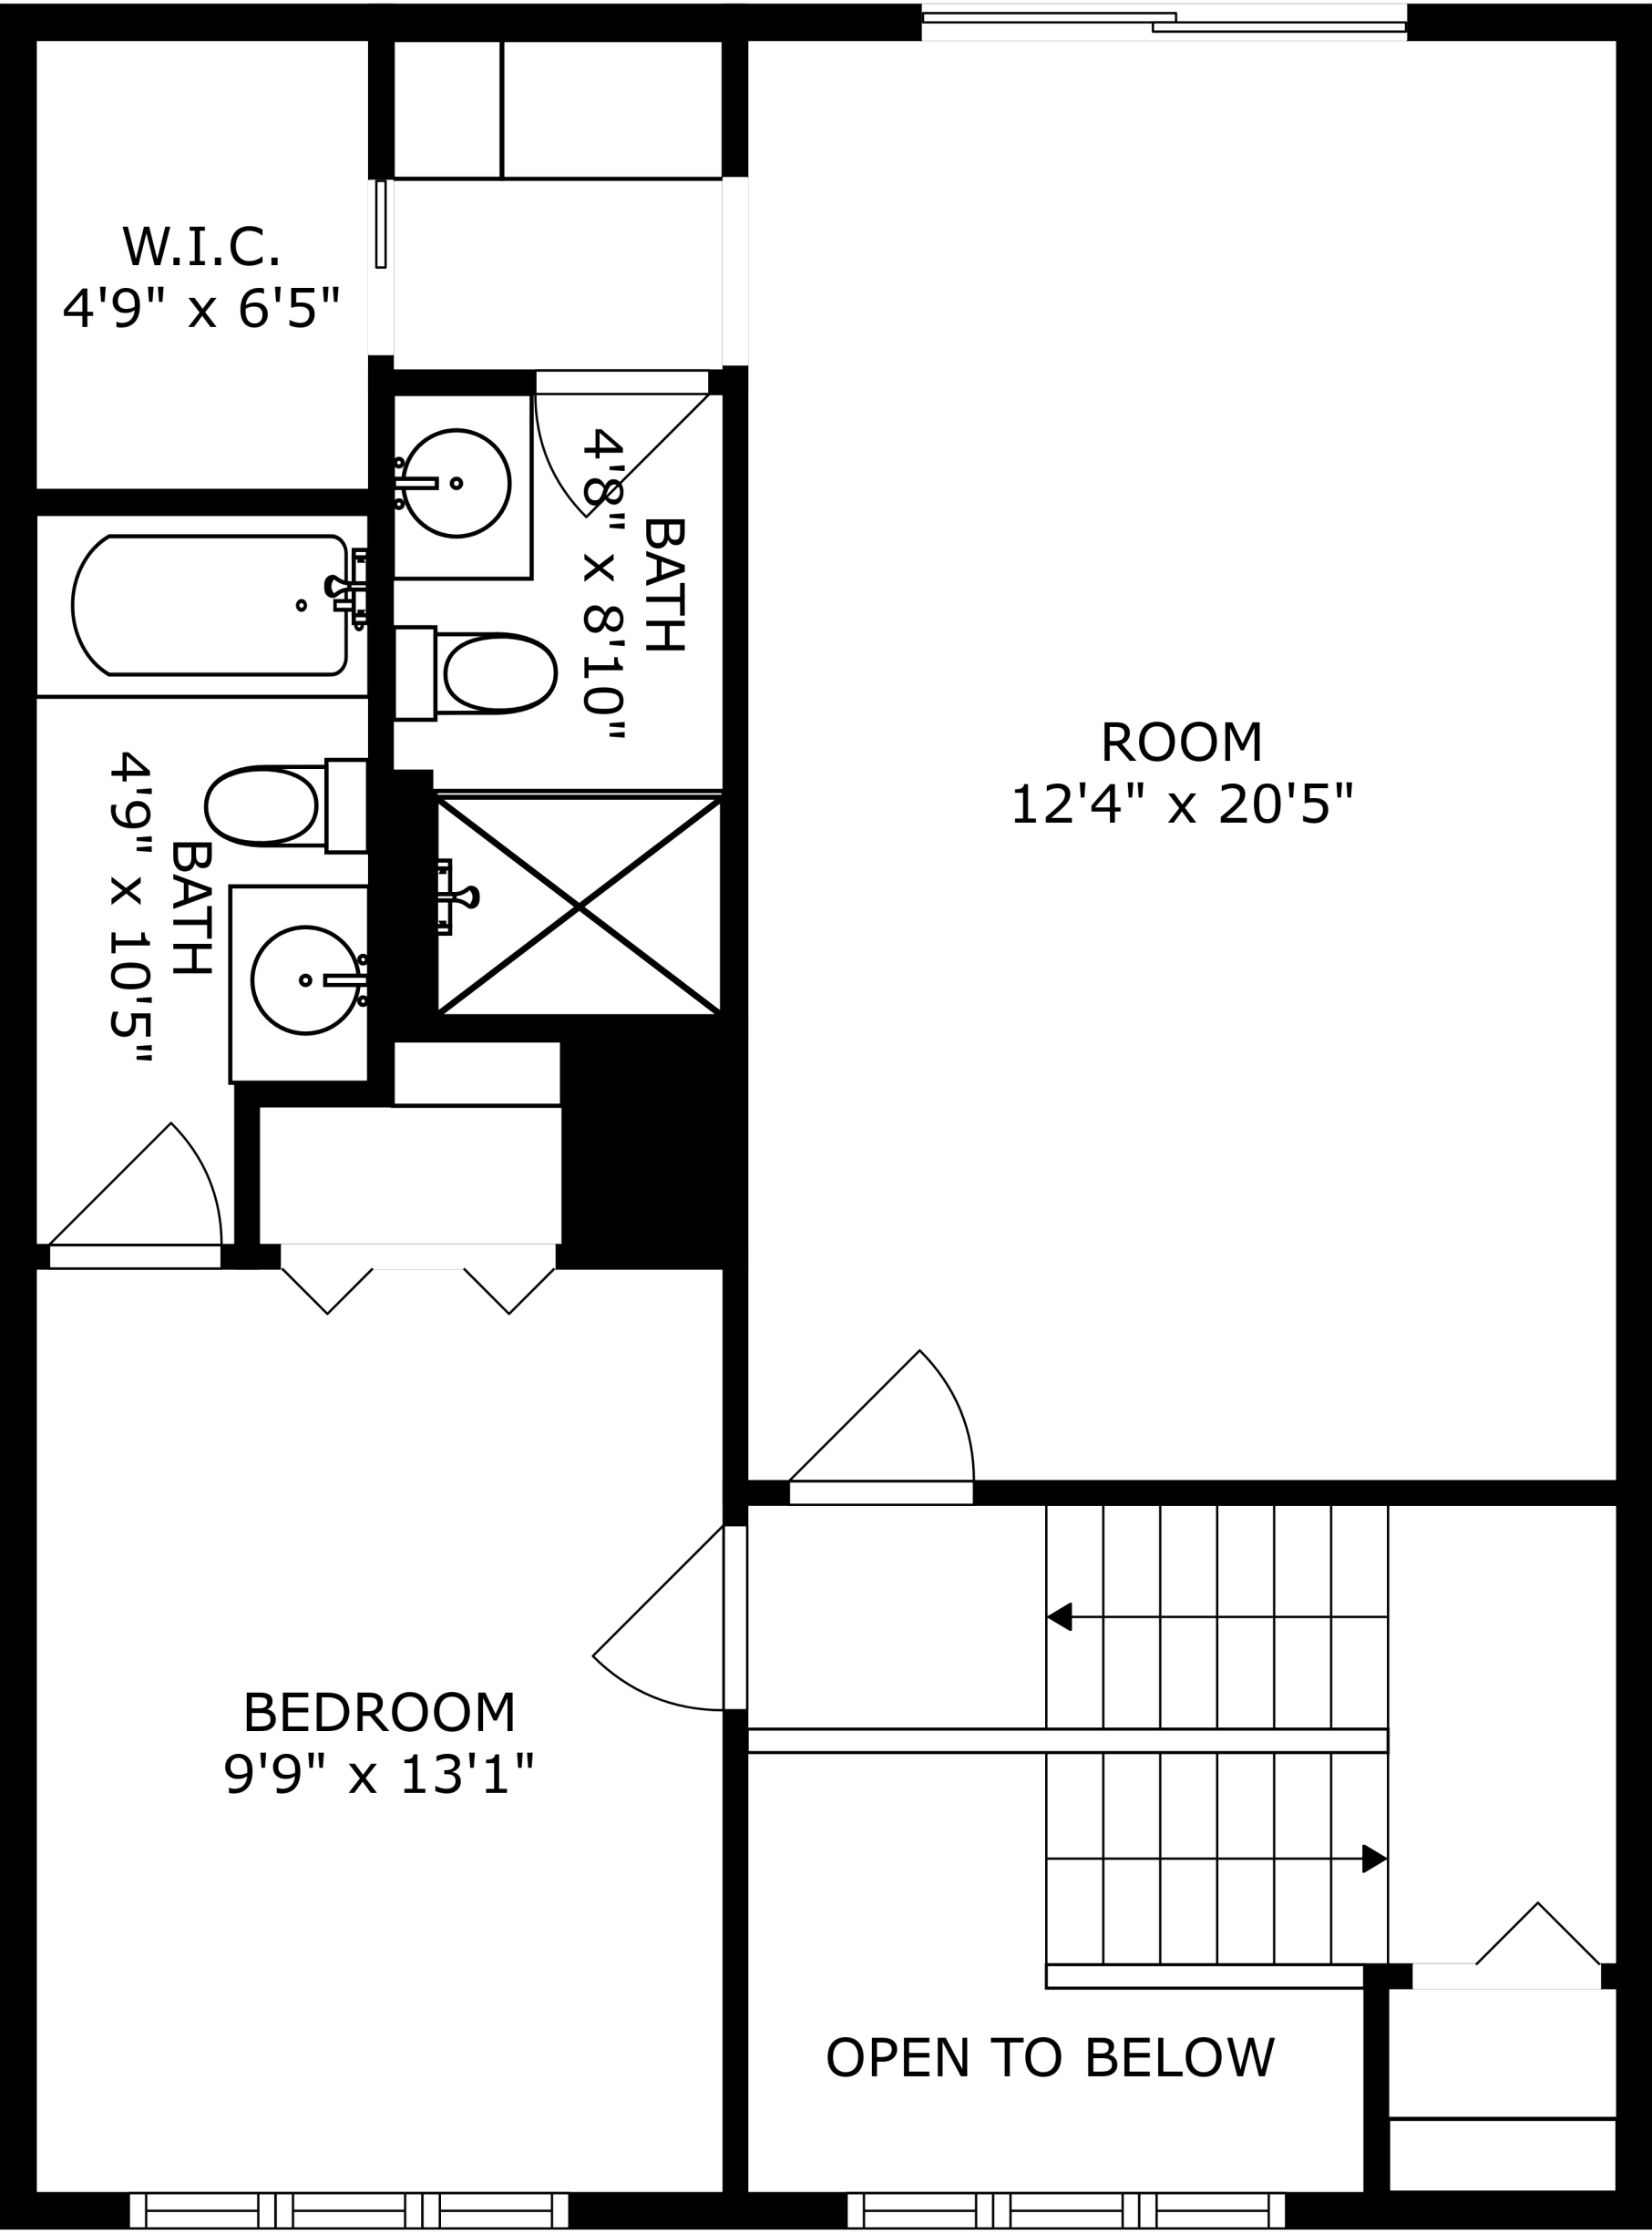 W.I.C.
4'9" x 6'5"
BATH
4'8" x 8'10"
ROOM
12'4" x 20'5"
BATH
4'9" x 10'5"
BEDROOM
9'9" x 13'1"
OPEN TO BELOW